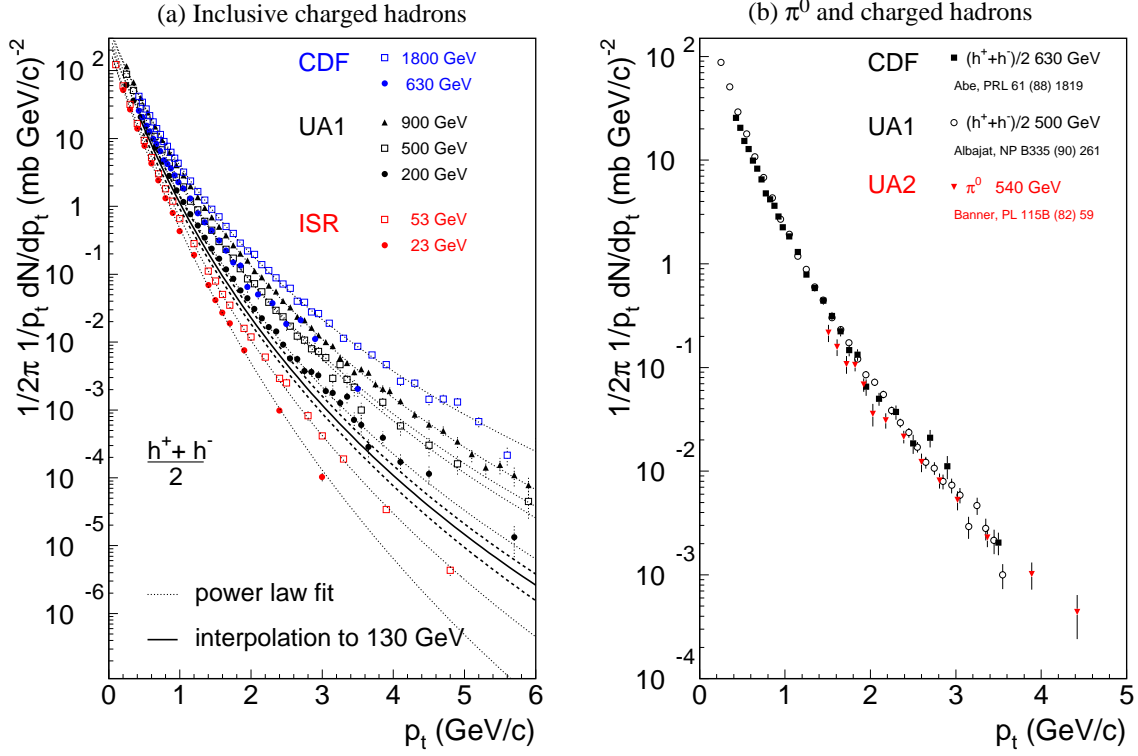 (a) Inclusive charged hadrons
1/2π 1/pt dN/dpt (mb GeV/c)-2
10 2
10
1
10 -1
10 -2
10 -3
10 -4
10 -5
10 -6
CDF
1800 GeV
630 GeV
UA1
900 GeV
500 GeV
200 GeV
ISR
53 GeV
23 GeV
h+ + h-
2
power law fit
interpolation to 130 GeV
0 1 2 3 4 5 6
pt (GeV/c)
(b) π0 and charged hadrons
1/2π 1/pt dN/dpt (mb GeV/c)-2
10 2
10
1
10 -1
10 -2
10 -3
10 -4
CDF
(h++h-)/2 630 GeV
Abe, PRL 61 (88) 1819
UA1
(h++h-)/2 500 GeV
Albajat, NP B335 (90) 261
UA2
π0 540 GeV
Banner, PL 115B (82) 59
0 1 2 3 4 5
pt (GeV/c)